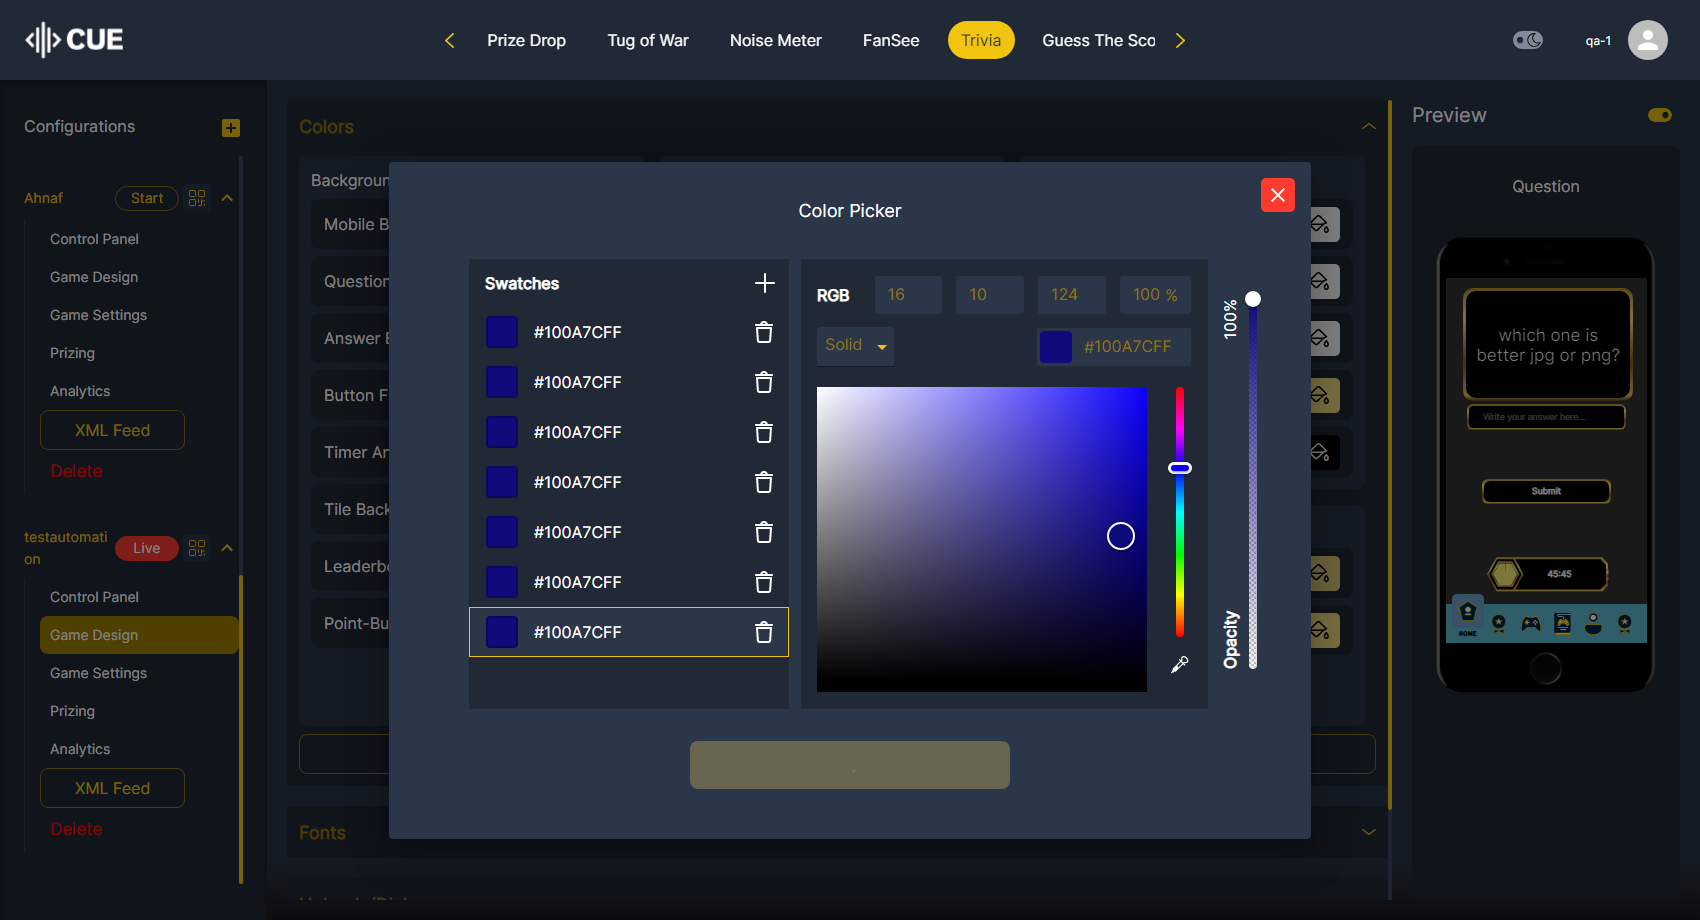 CUE
Prize Drop
Tug of War
Noise Meter
FanSee
Trivia
Guess The Sco
qa-1
Configurations
Ahnaf
Start
Control Panel
Game Design
Game Settings
Prizing
Analytics
XML Feed
Delete
testautomati
on
Live
Control Panel
Game Design
Game Settings
Prizing
Analytics
XML Feed
Delete
Colors
Backgroun
Mobile B
Question
Answer B
Button F
Timer An
Tile Back
Leaderbo
Point-Bu
Fonts
Color Picker
Swatches
#100A7CFF
#100A7CFF
#100A7CFF
#100A7CFF
#100A7CFF
#100A7CFF
#100A7CFF
RGB
16
10
124
100 %
Solid
#100A7CFF
100%
Opacity
Preview
Question
which one is
better jpg or png?
Write your answer here...
Submit
45:45
HOME